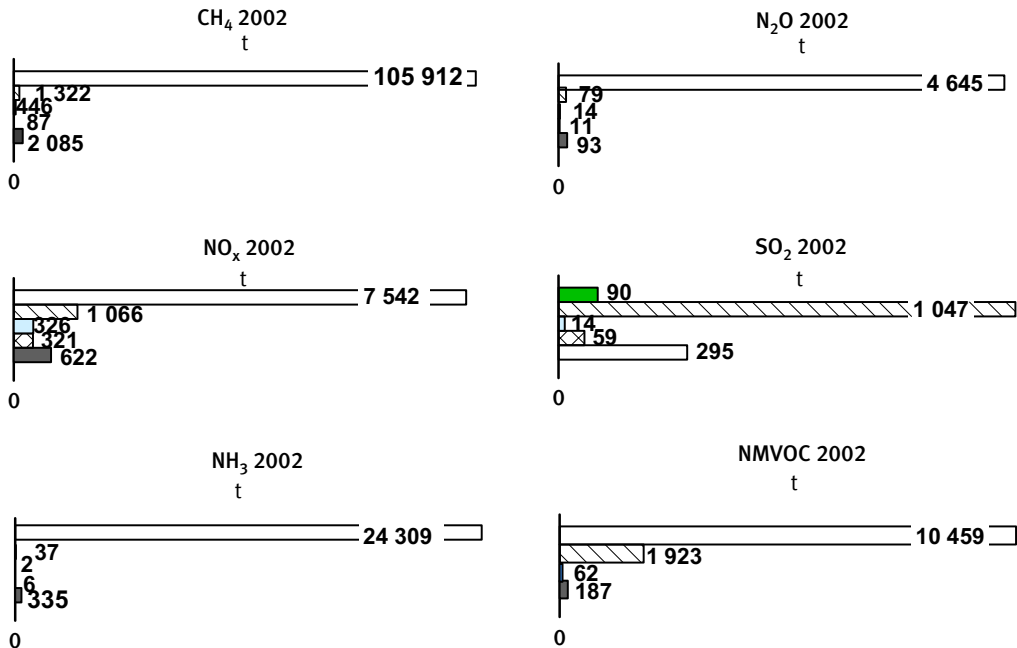 CH₄ 2002
t
105 912
1 322
446
87
2 085
0
N₂O 2002
t
4 645
79
14
11
93
0
NOₓ 2002
t
7 542
1 066
326
321
622
0
SO₂ 2002
t
90
1 047
14
59
295
0
NH₃ 2002
t
24 309
37
2
6
335
0
NMVOC 2002
t
10 459
1 923
62
187
0